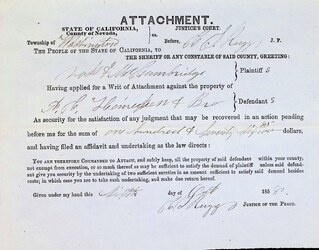 ATTACHMENT.
STATE OF CALIFORNIA,
County of Nevada, ss.
JUSTICE'S COURT.
Township of Washington Before, J. P.
THE PEOPLE OF THE STATE OF CALIFORNIA, TO
THE SHERIFF OR ANY CONSTABLE OF SAID COUNTY, GREETING:
Plaintiff s
Having applied for a Writ of Attachment against the property of
& Bro Defendant s
As security for the satisfaction of any judgment that may be recovered in an action pending
before me for the sum of one hundred & dollars,
and having filed an affidavit and undertaking as the law directs:
YOU ARE THEREFORE COMMANDED TO ATTACH, and safely keep, all the property of said defendant within your county,
not exempt from execution, or so much thereof as may be sufficient to satisfy the demand of plaintiff unless said defend-
ant give you security by the undertaking of two sufficient sureties in an amount sufficient to satisfy said demand besides
costs; in which case you are to take such undertaking, and make due return hereof.
Given under my hand this day of Oct 185
JUSTICE OF THE PEACE.